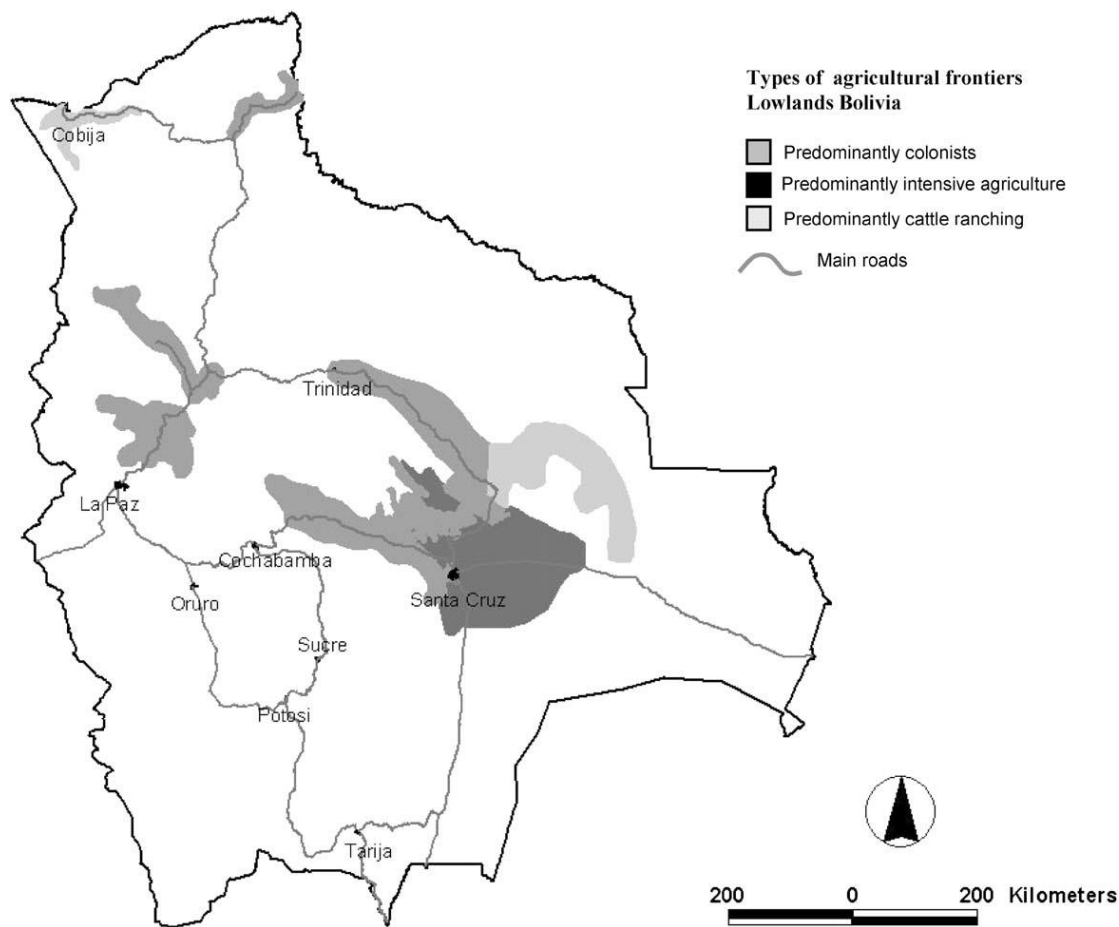 Types of agricultural frontiers
Lowlands Bolivia
Predominantly colonists
Predominantly intensive agriculture
Predominantly cattle ranching
Main roads
Cobija
Trinidad
La Paz
Cochabamba
Oruro
Santa Cruz
Sucre
Potosi
Tarija
200 0 200 Kilometers